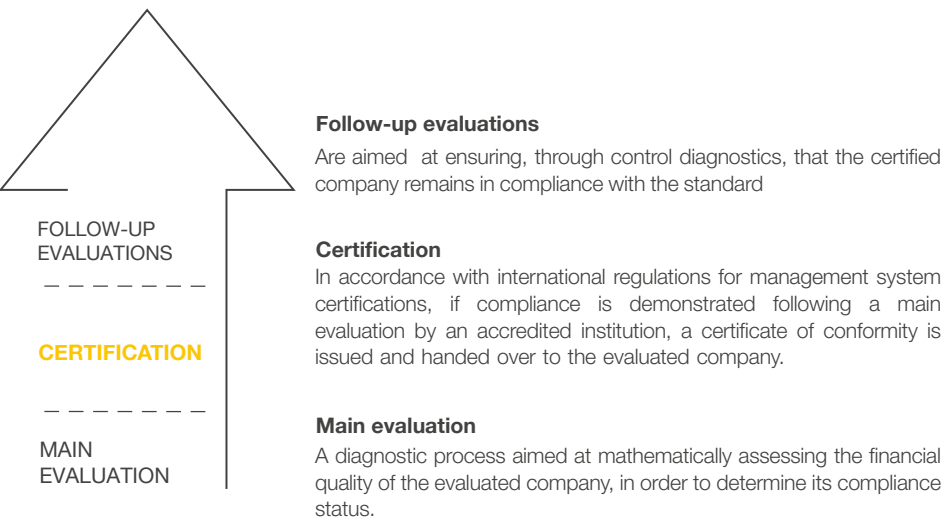 Follow-up evaluations
Are aimed at ensuring, through control diagnostics, that the certified
company remains in compliance with the standard
FOLLOW-UP
EVALUATIONS
Certification
In accordance with international regulations for management system
certifications, if compliance is demonstrated following a main
evaluation by an accredited institution, a certificate of conformity is
issued and handed over to the evaluated company.
CERTIFICATION
Main evaluation
A diagnostic process aimed at mathematically assessing the financial
quality of the evaluated company, in order to determine its compliance
status.
MAIN
EVALUATION